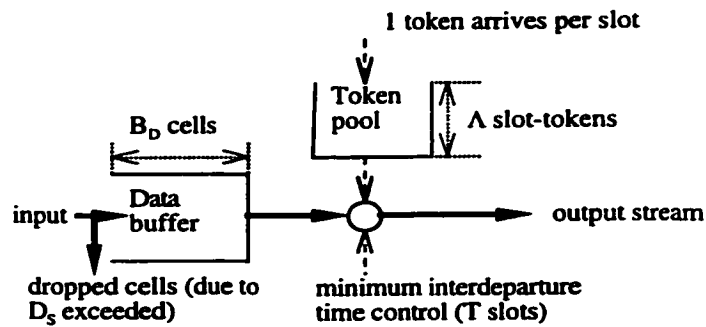 1 token arrives per slot
Token
pool
Λ slot-tokens
B_D cells
Data
buffer
input
output stream
dropped cells (due to
D_S exceeded)
minimum interdeparture
time control (T slots)